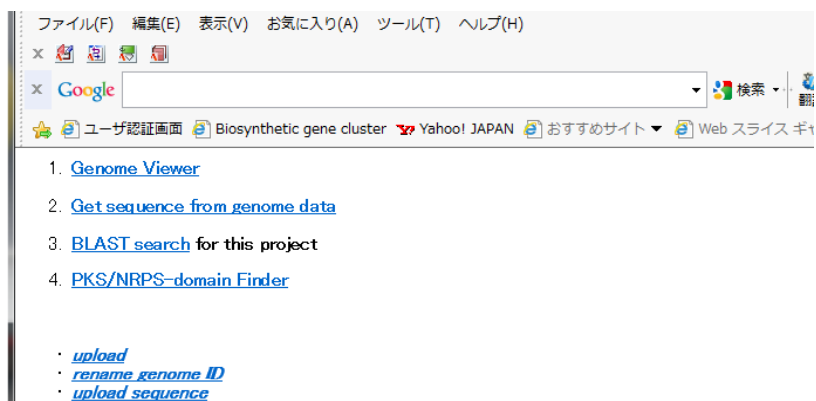 ファイル(F) 編集(E) 表示(V) お気に入り(A) ツール(T) ヘルプ(H)
x
x Google 検索
ユーザ認証画面 Biosynthetic gene cluster Yahoo! JAPAN おすすめサイト Web スライス ギャ
1. Genome Viewer
2. Get sequence from genome data
3. BLAST search for this project
4. PKS/NRPS-domain Finder
・ upload
・ rename genome ID
・ upload sequence